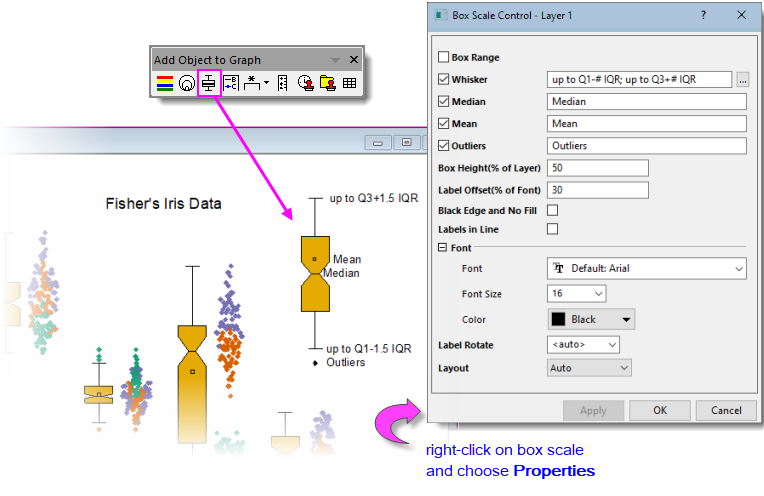 Add Object to Graph
Fisher's Iris Data
up to Q3+1.5 IQR
Mean
Median
up to Q1-1.5 IQR
Outliers
Box Scale Control - Layer 1
Box Range
Whisker up to Q1-# IQR; up to Q3+# IQR ...
Median Median
Mean Mean
Outliers Outliers
Box Height(% of Layer) 50
Label Offset(% of Font) 30
Black Edge and No Fill
Labels in Line
Font
Font Default: Arial
Font Size 16
Color Black
Label Rotate <auto>
Layout Auto
Apply OK Cancel
right-click on box scale
and choose Properties